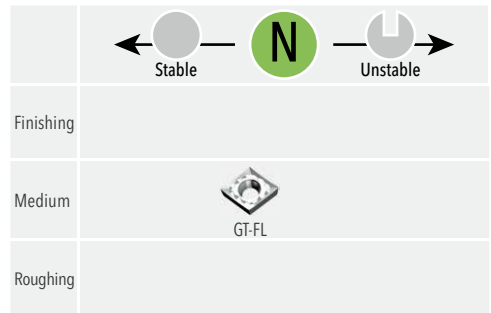 N
Stable
Unstable
Finishing
Medium
GT-FL
Roughing